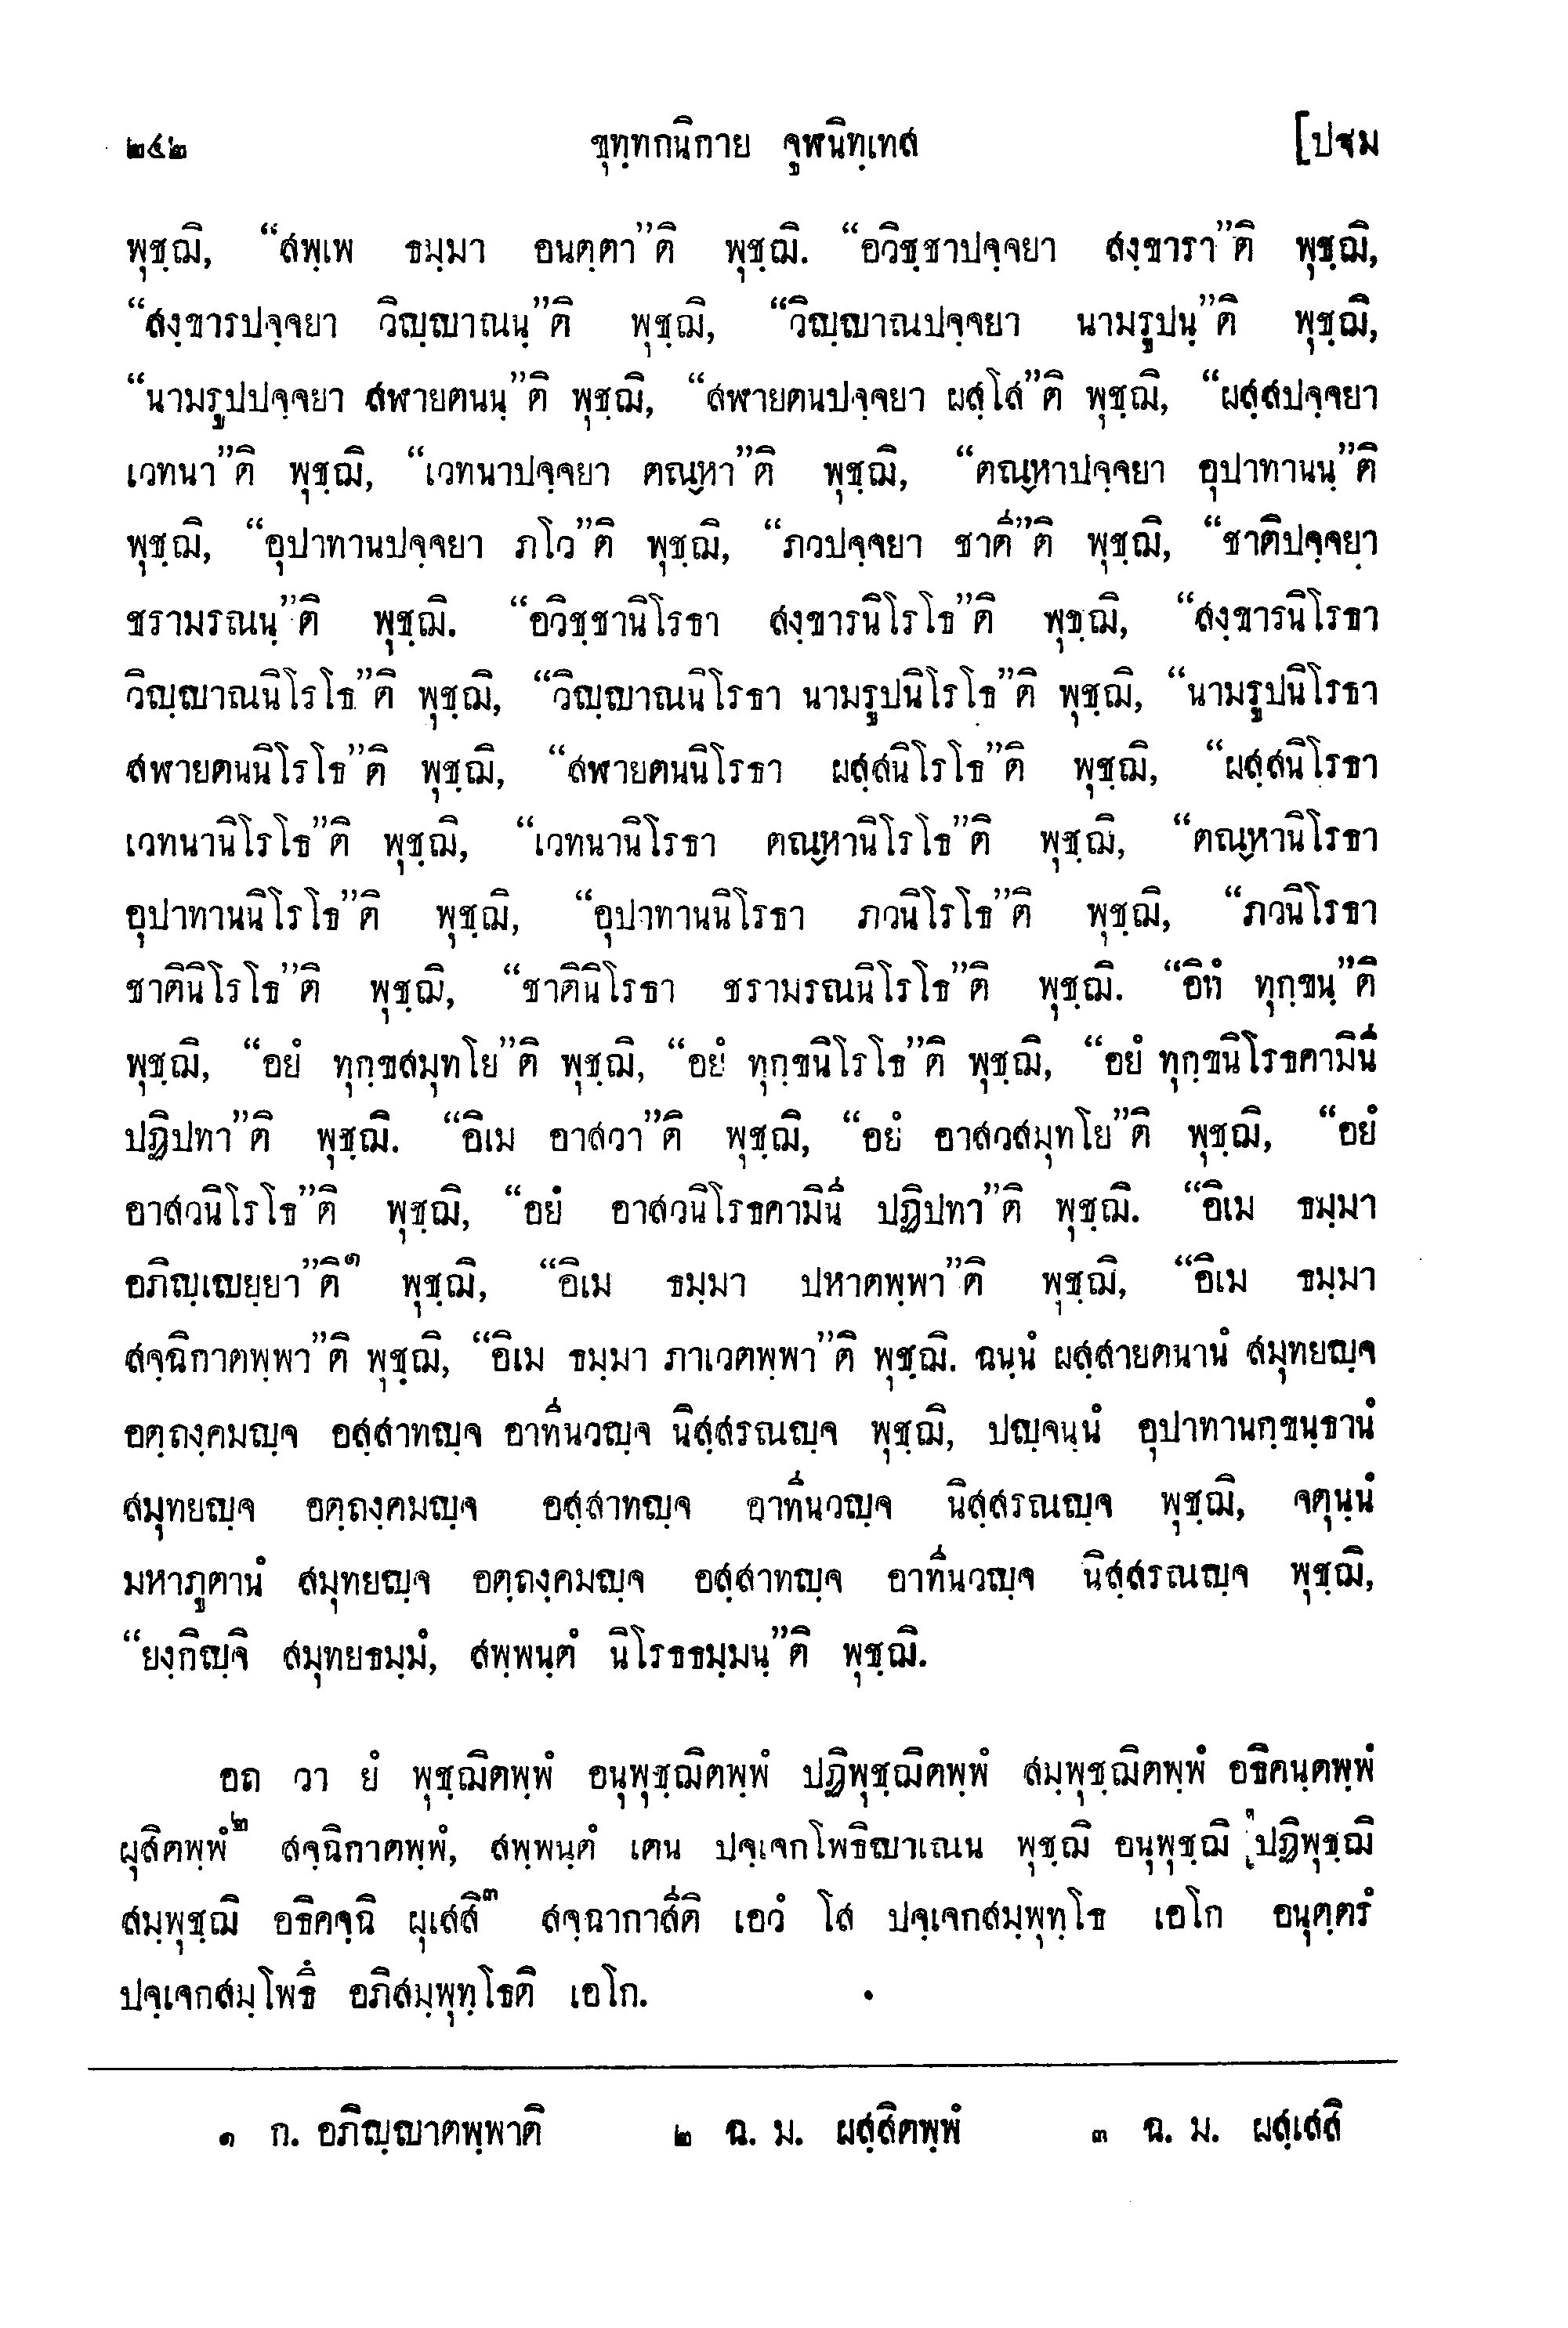 ๒๔๒ ขุทฺทกนิกาย จูฬนิทฺเทส [ปฐม
พุชฺฌิ, “สพฺเพ ธมฺมา อนตฺตา”ติ พุชฺฌิ. “อวิชฺชาปจฺจยา สงฺขารา”ติ พุชฺฌิ,
“สงฺขารปจฺจยา วิญฺญาณนฺ”ติ พุชฺฌิ, “วิญฺญาณปจฺจยา นามรูปนฺ”ติ พุชฺฌิ,
“นามรูปปจฺจยา สฬายตนนฺ”ติ พุชฺฌิ, “สฬายตนปจฺจยา ผสฺโส”ติ พุชฺฌิ, “ผสฺสปจฺจยา
เวทนา”ติ พุชฺฌิ, “เวทนาปจฺจยา ตณฺหา”ติ พุชฺฌิ, “ตณฺหาปจฺจยา อุปาทานนฺ”ติ
พุชฺฌิ, “อุปาทานปจฺจยา ภโว”ติ พุชฺฌิ, “ภวปจฺจยา ชาตี”ติ พุชฺฌิ, “ชาติปจฺจยา
ชรามรณนฺ”ติ พุชฺฌิ. “อวิชฺชานิโรธา สงฺขารนิโรโธ”ติ พุชฺฌิ, “สงฺขารนิโรธา
วิญฺญาณนิโรโธ”ติ พุชฺฌิ, “วิญฺญาณนิโรธา นามรูปนิโรโธ”ติ พุชฺฌิ, “นามรูปนิโรธา
สฬายตนนิโรโธ”ติ พุชฺฌิ, “สฬายตนนิโรธา ผสฺสนิโรโธ”ติ พุชฺฌิ, “ผสฺสนิโรธา
เวทนานิโรโธ”ติ พุชฺฌิ, “เวทนานิโรธา ตณฺหานิโรโธ”ติ พุชฺฌิ, “ตณฺหานิโรธา
อุปาทานนิโรโธ”ติ พุชฺฌิ, “อุปาทานนิโรธา ภวนิโรโธ”ติ พุชฺฌิ, “ภวนิโรธา
ชาตินิโรโธ”ติ พุชฺฌิ, “ชาตินิโรธา ชรามรณนิโรโธ”ติ พุชฺฌิ. “อิทํ ทุกฺขนฺ”ติ
พุชฺฌิ, “อยํ ทุกฺขสมุทโย”ติ พุชฺฌิ, “อยํ ทุกฺขนิโรโธ”ติ พุชฺฌิ, “อยํ ทุกฺขนิโรธคามินี
ปฏิปทา”ติ พุชฺฌิ. “อิเม อาสวา”ติ พุชฺฌิ, “อยํ อาสวสมุทโย”ติ พุชฺฌิ, “อยํ
อาสวนิโรโธ”ติ พุชฺฌิ, “อยํ อาสวนิโรธคามินี ปฏิปทา”ติ พุชฺฌิ. “อิเม ธมฺมา
อภิญฺเญยฺยา”ติ๑ พุชฺฌิ, “อิเม ธมฺมา ปหาตพฺพา”ติ พุชฺฌิ, “อิเม ธมฺมา
สจฺฉิกาตพฺพา”ติ พุชฺฌิ, “อิเม ธมฺมา ภาเวตพฺพา”ติ พุชฺฌิ. ฉนฺนํ ผสฺสายตนานํ สมุทยญฺจ
อตฺถงฺคมญฺจ อสฺสาทญฺจ อาทีนวญฺจ นิสฺสรณญฺจ พุชฺฌิ, ปญฺจนฺนํ อุปาทานกฺขนฺธานํ
สมุทยญฺจ อตฺถงฺคมญฺจ อสฺสาทญฺจ อาทีนวญฺจ นิสฺสรณญฺจ พุชฺฌิ, จตุนฺนํ
มหาภูตานํ สมุทยญฺจ อตฺถงฺคมญฺจ อสฺสาทญฺจ อาทีนวญฺจ นิสฺสรณญฺจ พุชฺฌิ,
“ยงฺกิญฺจิ สมุทยธมฺมํ, สพฺพนฺตํ นิโรธธมฺมนฺ”ติ พุชฺฌิ.
อถ วา ยํ พุชฺฌิตพฺพํ อนุพุชฺฌิตพฺพํ ปฏิพุชฺฌิตพฺพํ สมฺพุชฺฌิตพฺพํ อธิคนฺตพฺพํ
ผุสิตพฺพํ๒ สจฺฉิกาตพฺพํ, สพฺพนฺตํ เตน ปจฺเจกโพธิญาเณน พุชฺฌิ อนุพุชฺฌิ ปฏิพุชฺฌิ
สมฺพุชฺฌิ อธิคจฺฉิ ผุเสสิ๓ สจฺฉากาสีติ เอวํ โส ปจฺเจกสมฺพุทฺโธ เอโก อนุตฺตรํ
ปจฺเจกสมฺโพธึ อภิสมฺพุทฺโธติ เอโก.
๑ ก. อภิญฺญาตพฺพาติ ๒ ฉ. ม. ผสฺสิตพฺพํ ๓ ฉ. ม. ผสฺเสสิ